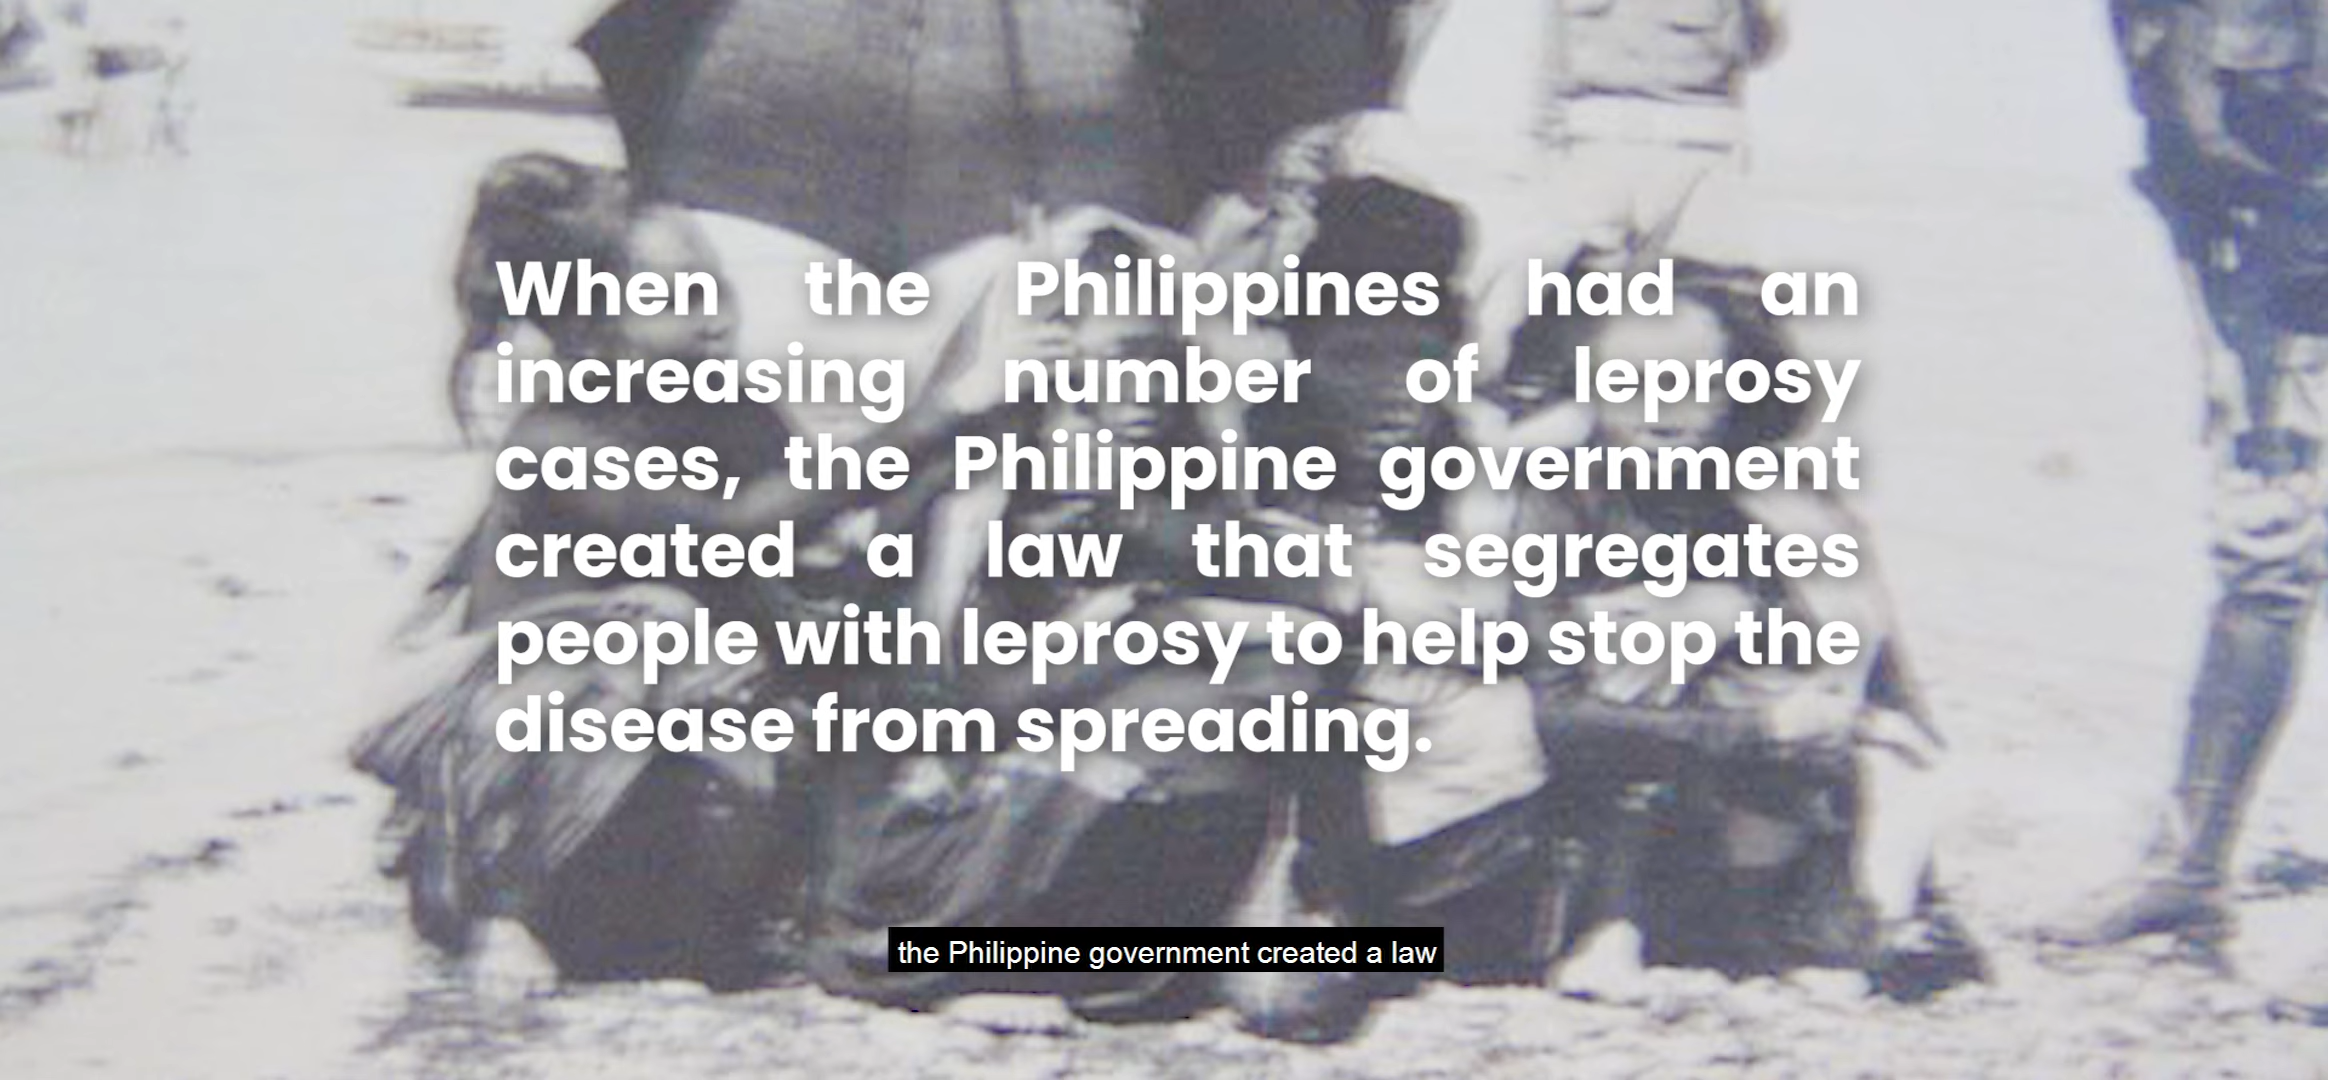 When the Philippines had an
increasing number of leprosy
cases, the Philippine government
created a law that segregates
people with leprosy to help stop the
disease from spreading.
the Philippine government created a law